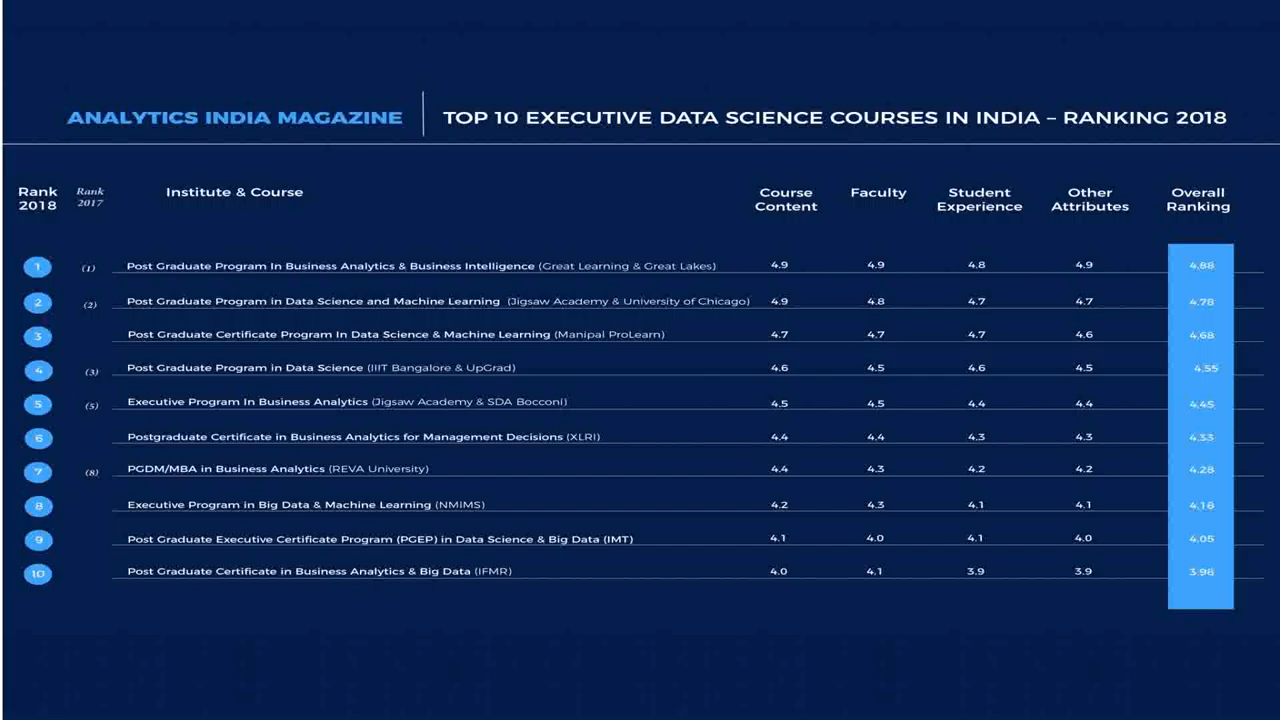 ANALYTICS INDIA MAGAZINE TOP 10 EXECUTIVE DATA SCIENCE COURSES IN INDIA – RANKING 2018
Rank 2018 Rank 2017 Institute & Course Course Content Faculty Student Experience Other Attributes Overall Ranking
1 (1) Post Graduate Program In Business Analytics & Business Intelligence (Great Learning & Great Lakes) 4.9 4.9 4.8 4.9 4.88
2 (2) Post Graduate Program in Data Science and Machine Learning (Jigsaw Academy & University of Chicago) 4.9 4.8 4.7 4.7 4.78
3 Post Graduate Certificate Program In Data Science & Machine Learning (Manipal ProLearn) 4.7 4.7 4.7 4.6 4.68
4 (3) Post Graduate Program in Data Science (IIIT Bangalore & UpGrad) 4.6 4.5 4.6 4.5 4.55
5 (5) Executive Program In Business Analytics (Jigsaw Academy & SDA Bocconi) 4.5 4.5 4.4 4.4 4.45
6 Postgraduate Certificate in Business Analytics for Management Decisions (XLRI) 4.4 4.4 4.3 4.3 4.33
7 (8) PGDM/MBA in Business Analytics (REVA University) 4.4 4.3 4.2 4.2 4.28
8 Executive Program in Big Data & Machine Learning (NMIMS) 4.2 4.3 4.1 4.1 4.18
9 Post Graduate Executive Certificate Program (PGEP) in Data Science & Big Data (IMT) 4.1 4.0 4.1 4.0 4.05
10 Post Graduate Certificate in Business Analytics & Big Data (IFMR) 4.0 4.1 3.9 3.9 3.98